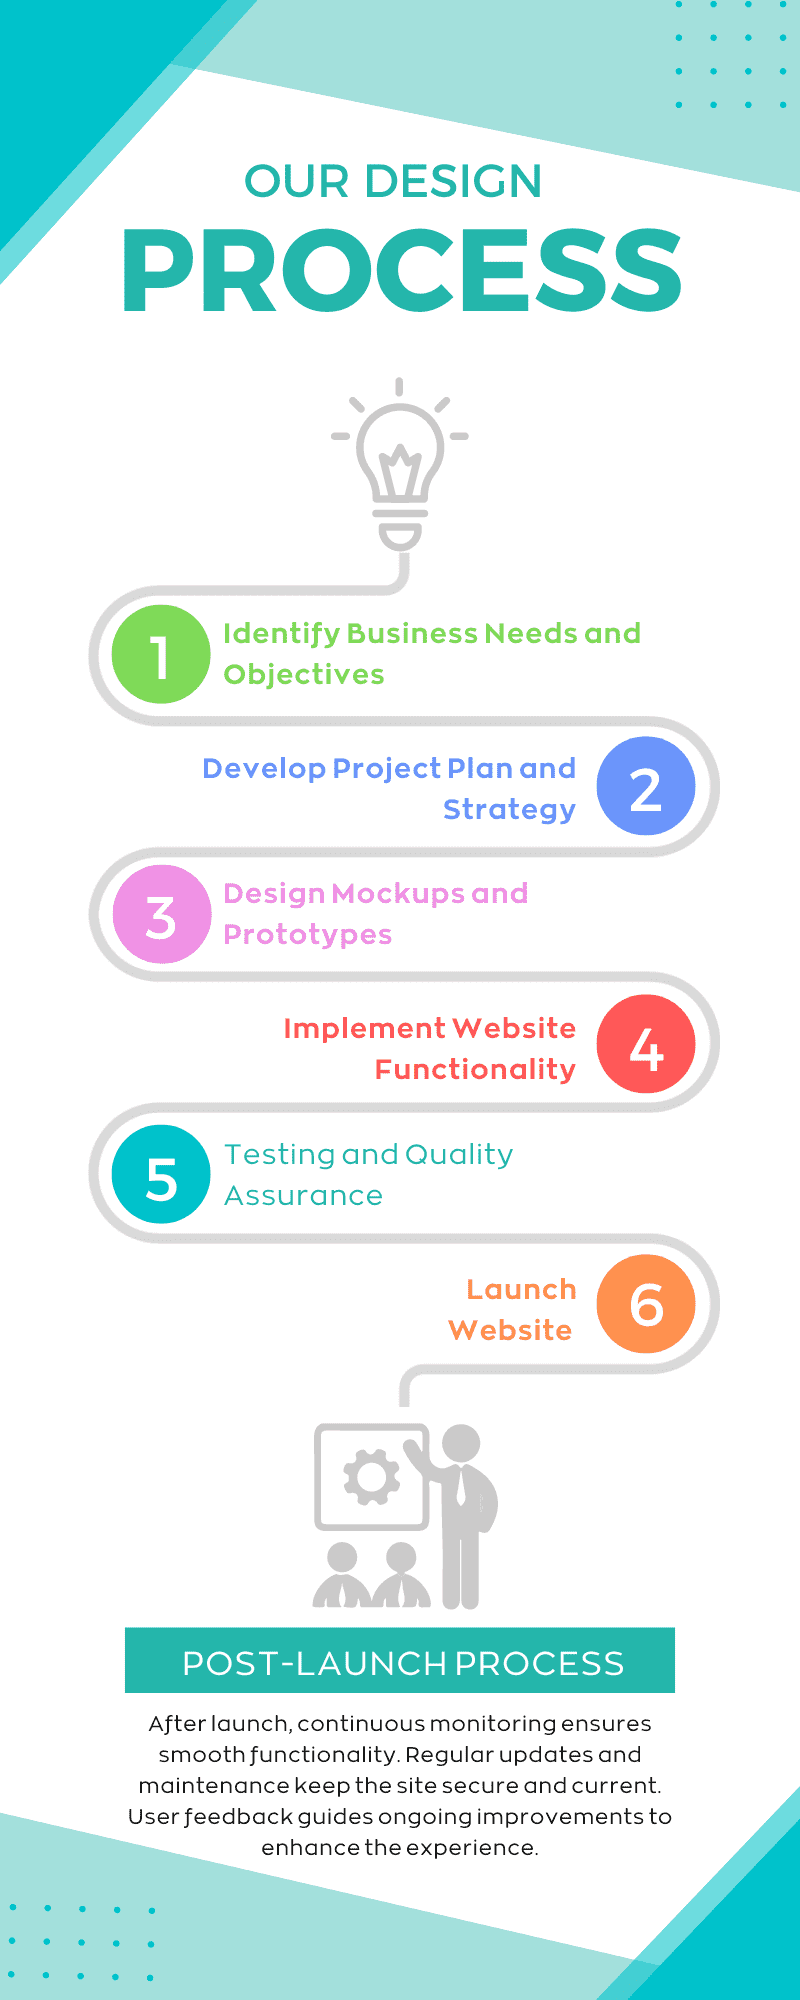 OUR DESIGN
PROCESS
1
Identify Business Needs and
Objectives
Develop Project Plan and
Strategy
2
3
Design Mockups and
Prototypes
Implement Website
Functionality
4
5
Testing and Quality
Assurance
Launch
Website
6
POST-LAUNCH PROCESS
After launch, continuous monitoring ensures
smooth functionality. Regular updates and
maintenance keep the site secure and current.
User feedback guides ongoing improvements to
enhance the experience.